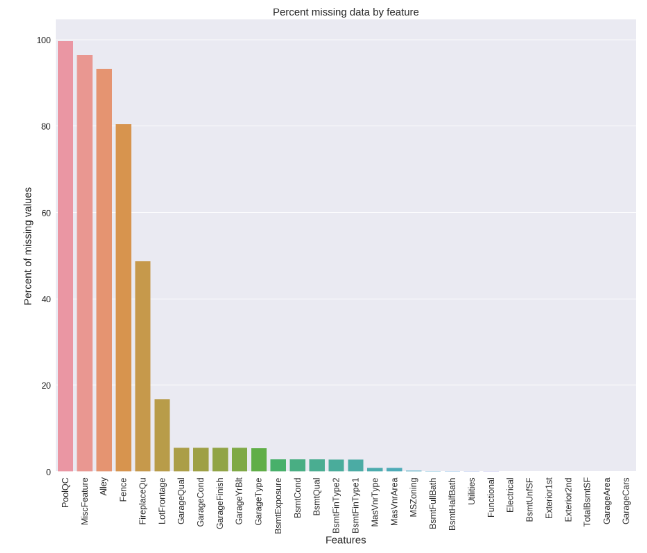 Percent missing data by feature
100
80
60
40
20
0
Percent of missing values
PoolQC
MiscFeature
Alley
Fence
FireplaceQu
LotFrontage
GarageQual
GarageCond
GarageFinish
GarageYrBlt
GarageType
BsmtExposure
BsmtCond
BsmtQual
BsmtFinType2
BsmtFinType1
MasVnrType
MasVnrArea
MSZoning
BsmtFullBath
BsmtHalfBath
Utilities
Functional
Electrical
BsmtUnfSF
Exterior1st
Exterior2nd
TotalBsmtSF
GarageArea
GarageCars
Features